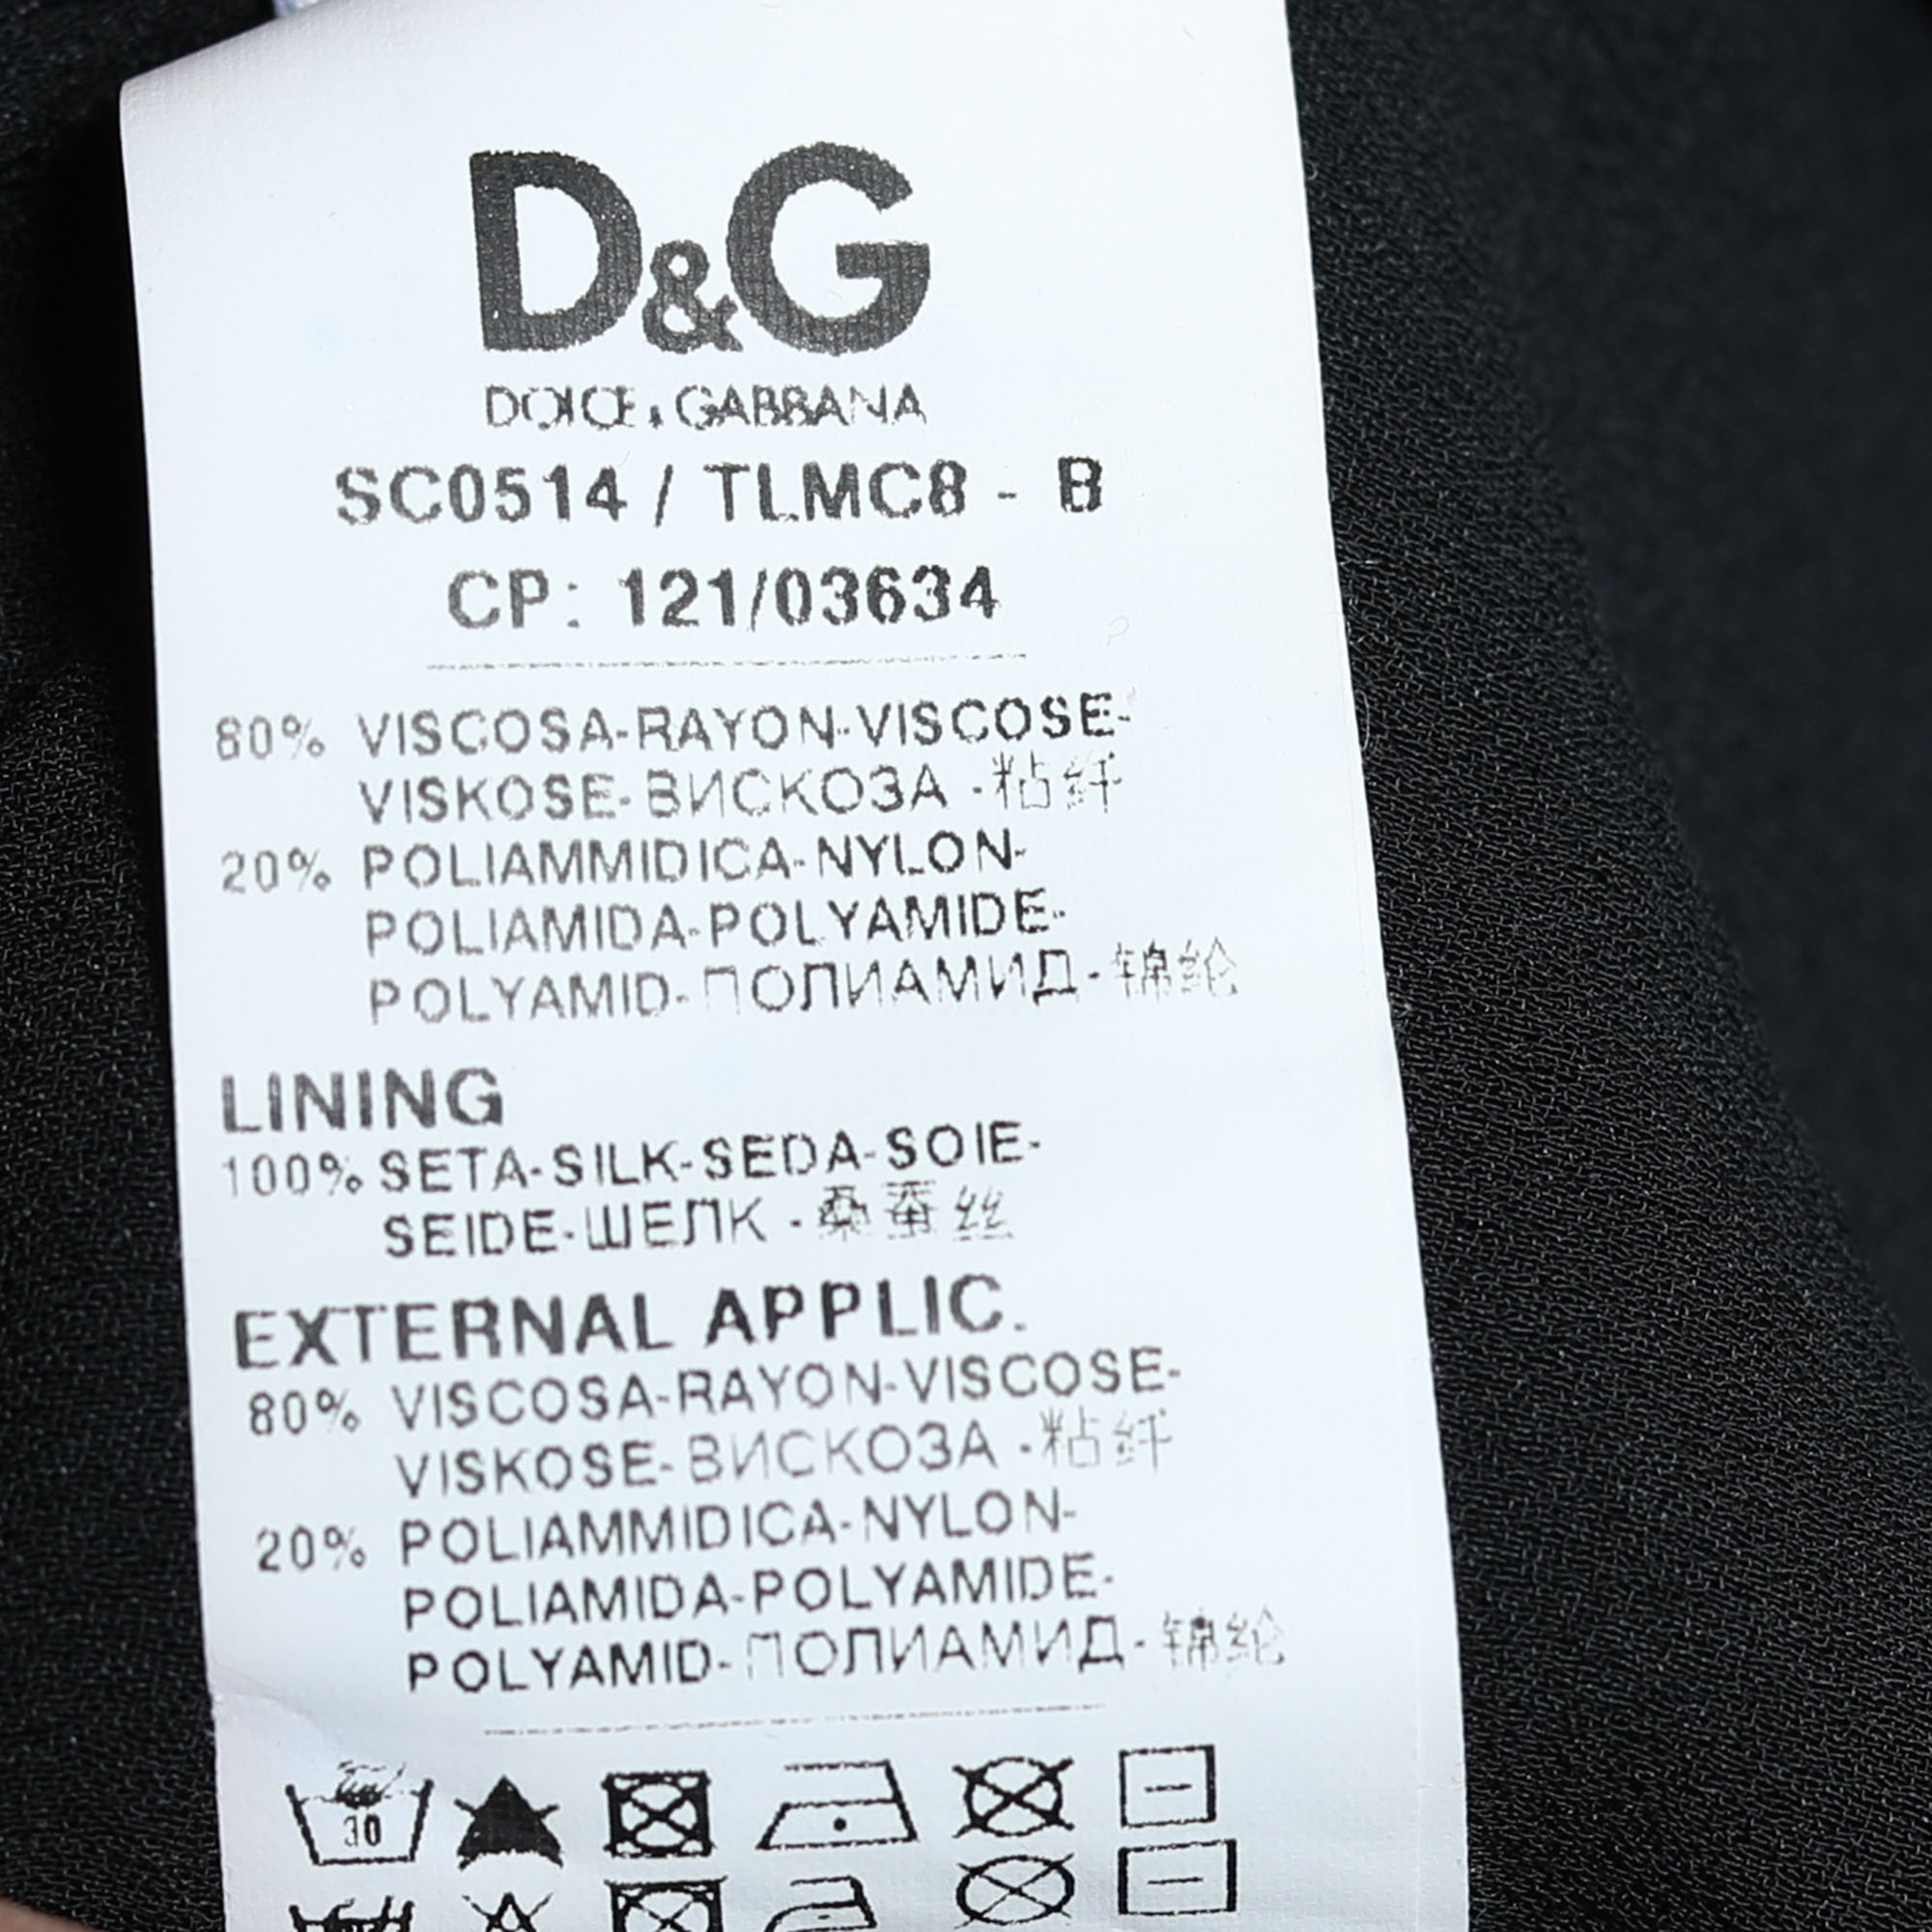 D&G
DOLCE & GABBANA
SC0514 / TLMC8 - B
CP: 121/03634
80% VISCOSA-RAYON-VISCOSE-
VISKOSE-ВИСКОЗА -粘纤
20% POLIAMMIDICA-NYLON-
POLIAMIDA-POLYAMIDE-
POLYAMID-ПОЛИАМИД-锦纶
LINING
100% SETA-SILK-SEDA-SOIE-
SEIDE-ШЕЛК -桑蚕丝
EXTERNAL APPLIC.
80% VISCOSA-RAYON-VISCOSE-
VISKOSE-ВИСКОЗА -粘纤
20% POLIAMMIDICA-NYLON-
POLIAMIDA-POLYAMIDE-
POLYAMID-ПОЛИАМИД-锦纶
30